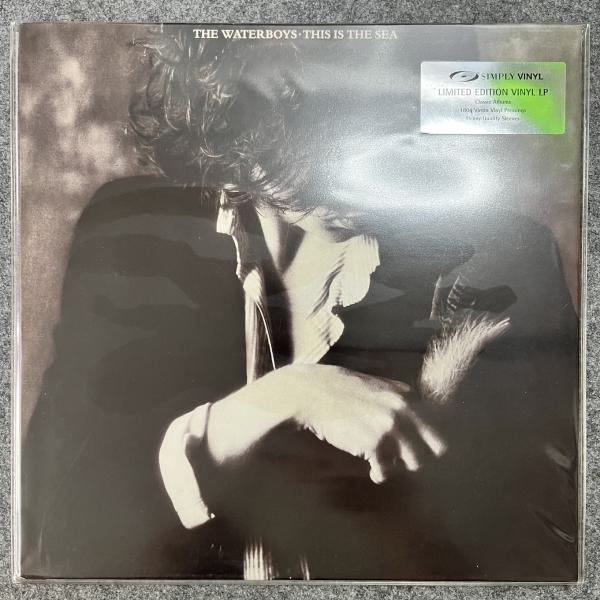 THE WATERBOYS · THIS IS THE SEA
SIMPLY VINYL
LIMITED EDITION VINYL LP
Classic Albums
180g Virgin Vinyl Pressings
Heavy Quality Sleeves